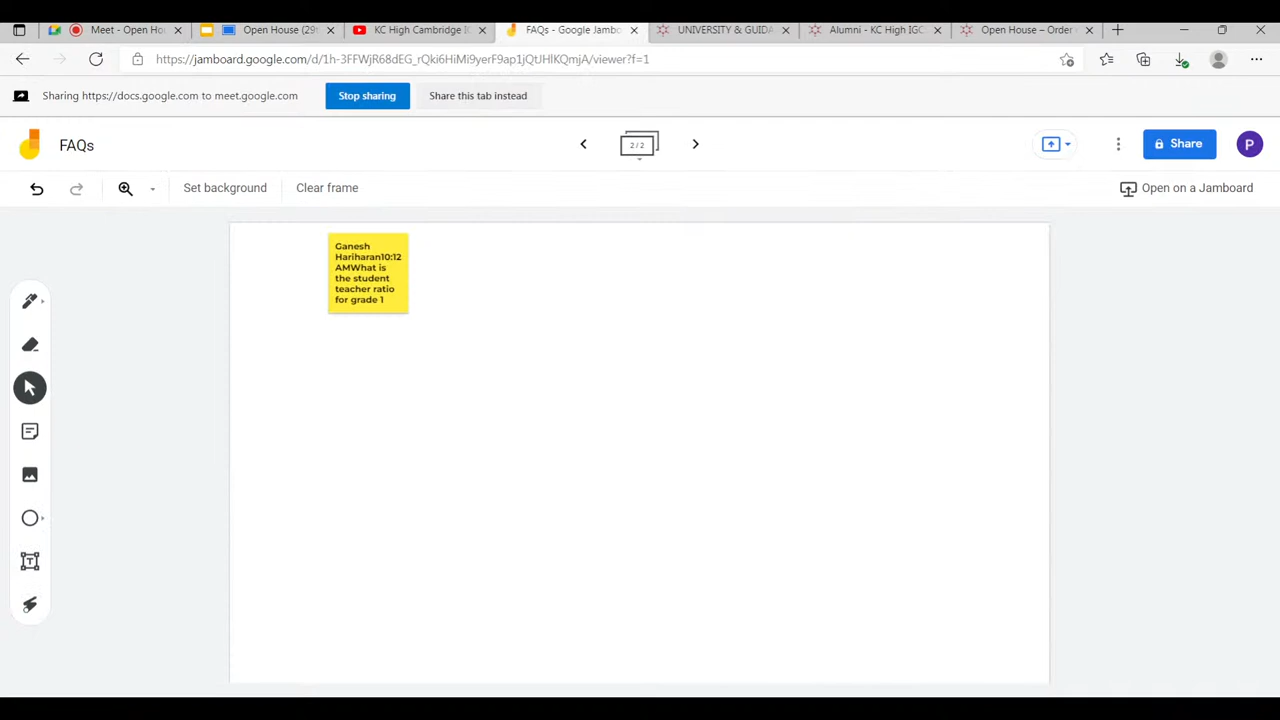 Meet - Open Ho
Open House (29t
KC High Cambridge IG
FAQs - Google Jambo
UNIVERSITY & GUIDA
Alumni - KC High IGC
Open House – Order o
https://jamboard.google.com/d/1h-3FFWjR68dEG_rQki6HiMi9yerF9ap1jQtJHlKQmjA/viewer?f=1
Sharing https://docs.google.com to meet.google.com
Stop sharing
Share this tab instead
FAQs
2 / 2
Share
P
Set background
Clear frame
Open on a Jamboard
Ganesh
Hariharan10:12
AMWhat is
the student
teacher ratio
for grade 1